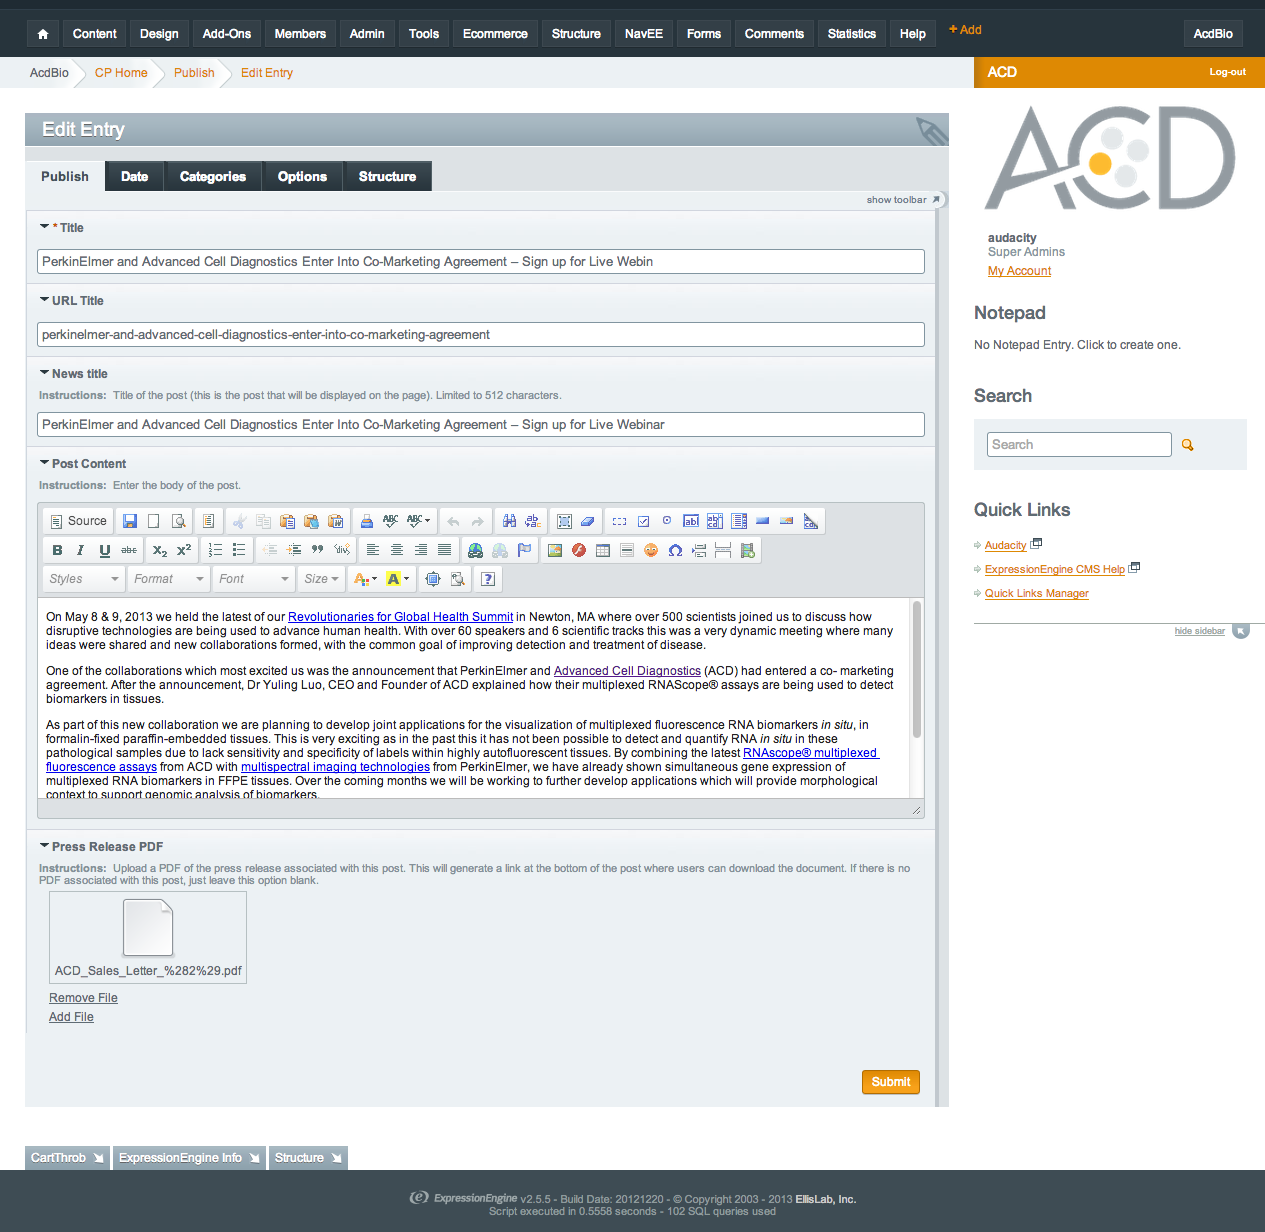 Content Design Add-Ons Members Admin Tools Ecommerce Structure NavEE Forms Comments Statistics Help + Add AcdBio
AcdBio CP Home Publish Edit Entry
ACD Log-out
Edit Entry
Publish Date Categories Options Structure
show toolbar
* Title
PerkinElmer and Advanced Cell Diagnostics Enter Into Co-Marketing Agreement – Sign up for Live Webin
URL Title
perkinelmer-and-advanced-cell-diagnostics-enter-into-co-marketing-agreement
News title
Instructions: Title of the post (this is the post that will be displayed on the page). Limited to 512 characters.
PerkinElmer and Advanced Cell Diagnostics Enter Into Co-Marketing Agreement – Sign up for Live Webinar
Post Content
Instructions: Enter the body of the post.
Source
Styles Format Font Size
On May 8 & 9, 2013 we held the latest of our Revolutionaries for Global Health Summit in Newton, MA where over 500 scientists joined us to discuss how
disruptive technologies are being used to advance human health. With over 60 speakers and 6 scientific tracks this was a very dynamic meeting where many
ideas were shared and new collaborations formed, with the common goal of improving detection and treatment of disease.
One of the collaborations which most excited us was the announcement that PerkinElmer and Advanced Cell Diagnostics (ACD) had entered a co- marketing
agreement. After the announcement, Dr Yuling Luo, CEO and Founder of ACD explained how their multiplexed RNAScope® assays are being used to detect
biomarkers in tissues.
As part of this new collaboration we are planning to develop joint applications for the visualization of multiplexed fluorescence RNA biomarkers in situ, in
formalin-fixed paraffin-embedded tissues. This is very exciting as in the past this it has not been possible to detect and quantify RNA in situ in these
pathological samples due to lack sensitivity and specificity of labels within highly autofluorescent tissues. By combining the latest RNAscope® multiplexed
fluorescence assays from ACD with multispectral imaging technologies from PerkinElmer, we have already shown simultaneous gene expression of
multiplexed RNA biomarkers in FFPE tissues. Over the coming months we will be working to further develop applications which will provide morphological
context to support genomic analysis of biomarkers.
Press Release PDF
Instructions: Upload a PDF of the press release associated with this post. This will generate a link at the bottom of the post where users can download the document. If there is no
PDF associated with this post, just leave this option blank.
ACD_Sales_Letter_%282%29.pdf
Remove File
Add File
Submit
ACD
audacity
Super Admins
My Account
Notepad
No Notepad Entry. Click to create one.
Search
Search
Quick Links
Audacity
ExpressionEngine CMS Help
Quick Links Manager
hide sidebar
CartThrob ExpressionEngine Info Structure
ExpressionEngine v2.5.5 - Build Date: 20121220 - © Copyright 2003 - 2013 EllisLab, Inc.
Script executed in 0.5558 seconds - 102 SQL queries used